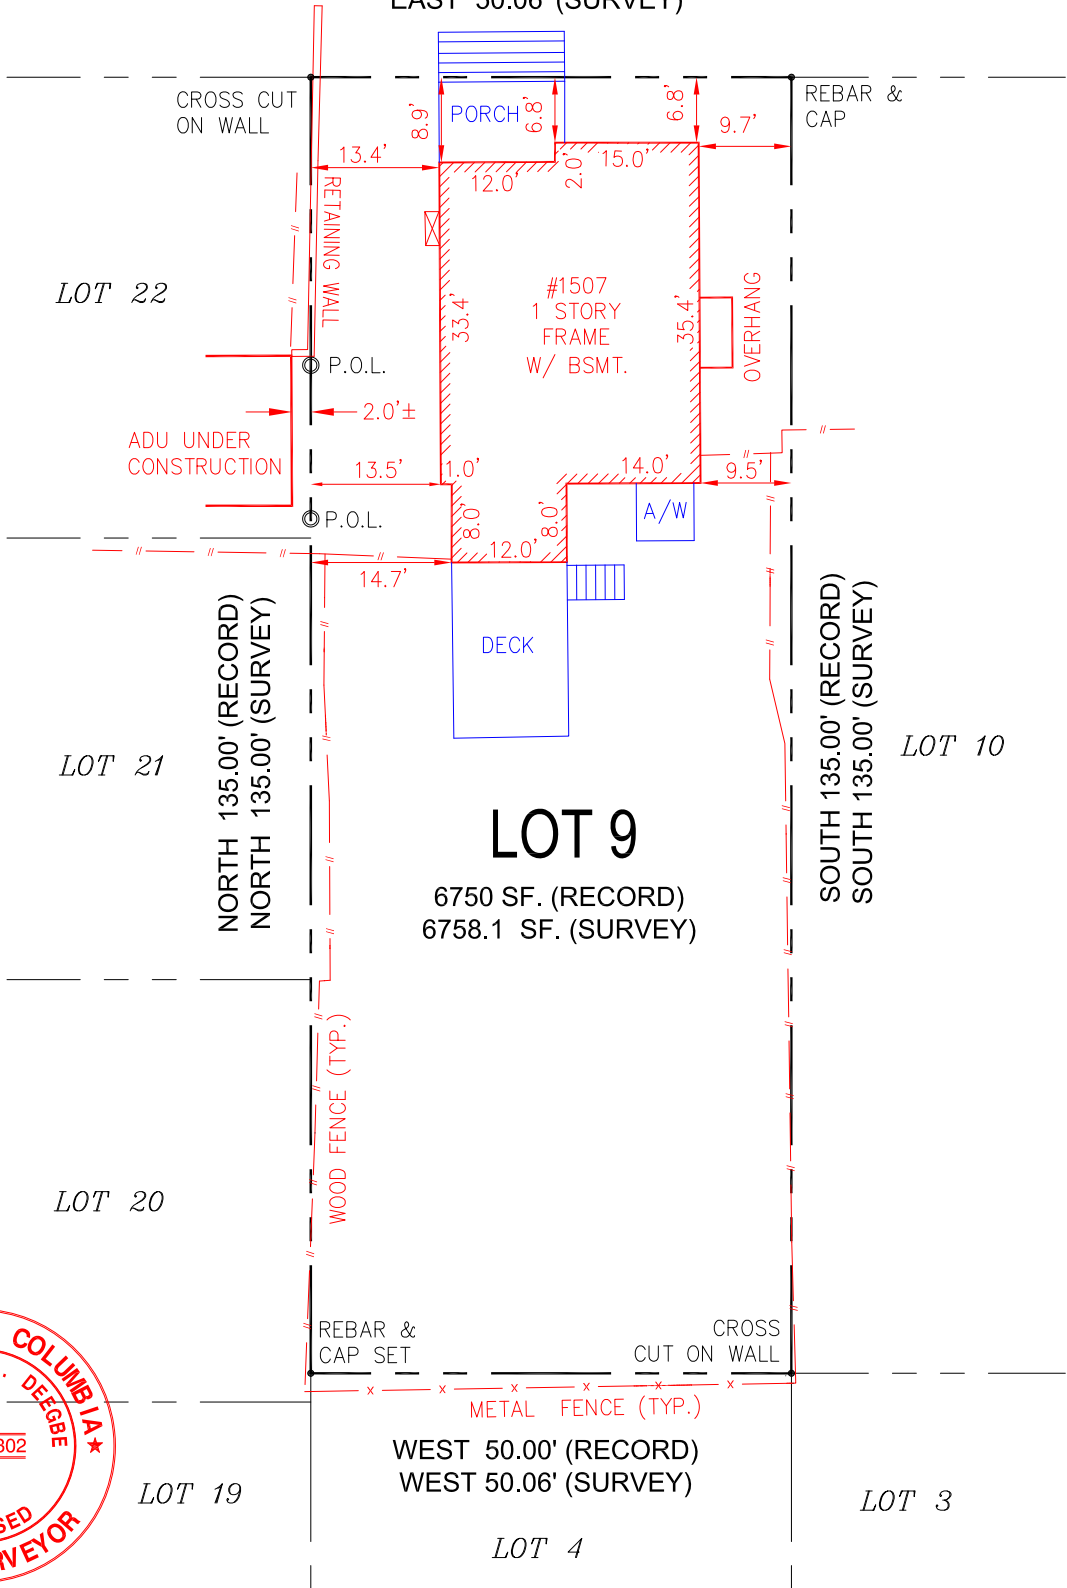 EAST 50.06' (SURVEY)
CROSS CUT
ON WALL
REBAR &
CAP
8.9'
PORCH
6.8'
6.8'
9.7'
13.4'
12.0'
2.0'
15.0'
RETAINING WALL
LOT 22
#1507
1 STORY
FRAME
W/ BSMT.
33.4'
35.4'
OVERHANG
P.O.L.
2.0'±
ADU UNDER
CONSTRUCTION
13.5'
1.0'
14.0'
9.5'
P.O.L.
8.0'
8.0'
12.0'
A/W
14.7'
DECK
NORTH 135.00' (RECORD)
NORTH 135.00' (SURVEY)
SOUTH 135.00' (RECORD)
SOUTH 135.00' (SURVEY)
LOT 21
LOT 10
LOT 9
6750 SF. (RECORD)
6758.1 SF. (SURVEY)
WOOD FENCE (TYP.)
LOT 20
REBAR &
CAP SET
CROSS
CUT ON WALL
METAL FENCE (TYP.)
WEST 50.00' (RECORD)
WEST 50.06' (SURVEY)
COLUMBIA
DEEGBE
LOT 19
LOT 3
LOT 4